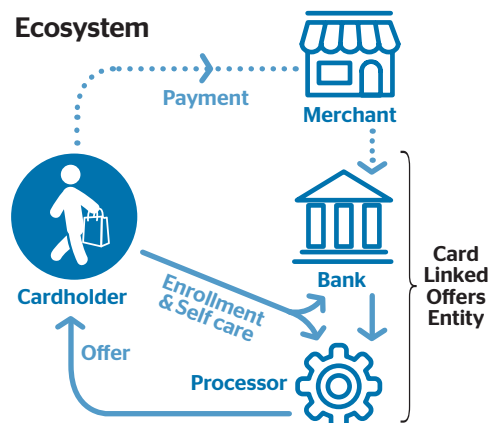 Ecosystem
Payment
Merchant
Cardholder
Enrollment
& Self care
Bank
Card
Linked
Offers
Entity
Offer
Processor